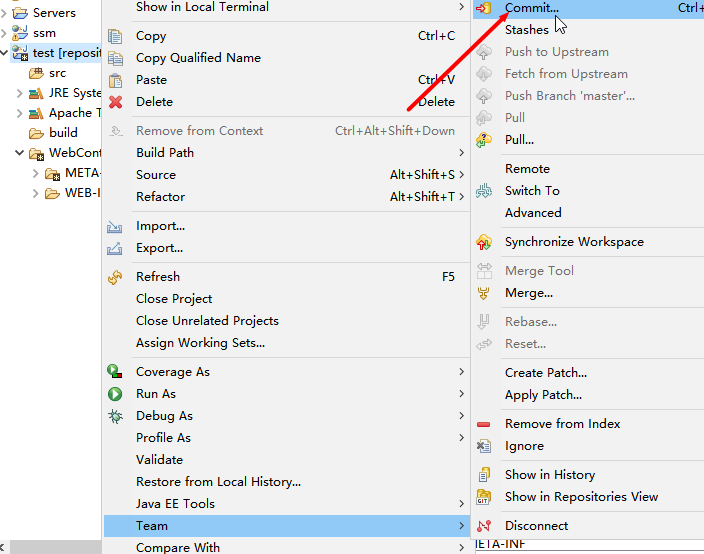 Servers
ssm
test [reposit
src
JRE Syste
Apache T
build
WebCont
META-
WEB-I
Show in Local Terminal
Copy Ctrl+C
Copy Qualified Name
Paste Ctrl+V
Delete Delete
Remove from Context Ctrl+Alt+Shift+Down
Build Path
Source Alt+Shift+S
Refactor Alt+Shift+T
Import...
Export...
Refresh F5
Close Project
Close Unrelated Projects
Assign Working Sets...
Coverage As
Run As
Debug As
Profile As
Validate
Restore from Local History...
Java EE Tools
Team
Compare With
Commit... Ctrl+
Stashes
Push to Upstream
Fetch from Upstream
Push Branch 'master'...
Pull
Pull...
Remote
Switch To
Advanced
Synchronize Workspace
Merge Tool
Merge...
Rebase...
Reset...
Create Patch...
Apply Patch...
Remove from Index
Ignore
Show in History
GIT
Show in Repositories View
Disconnect
META-INF